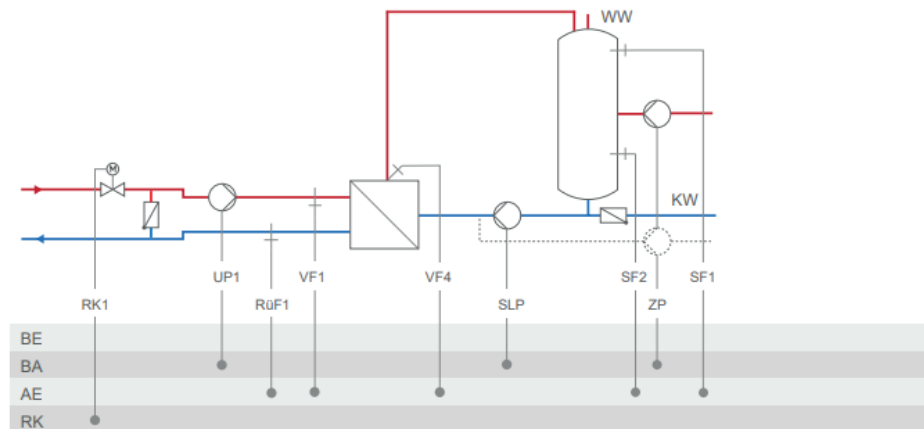 WW
M
KW
UP1 VF1 VF4 SF2 SF1
RK1 RüF1 SLP ZP
BE
BA
AE
RK